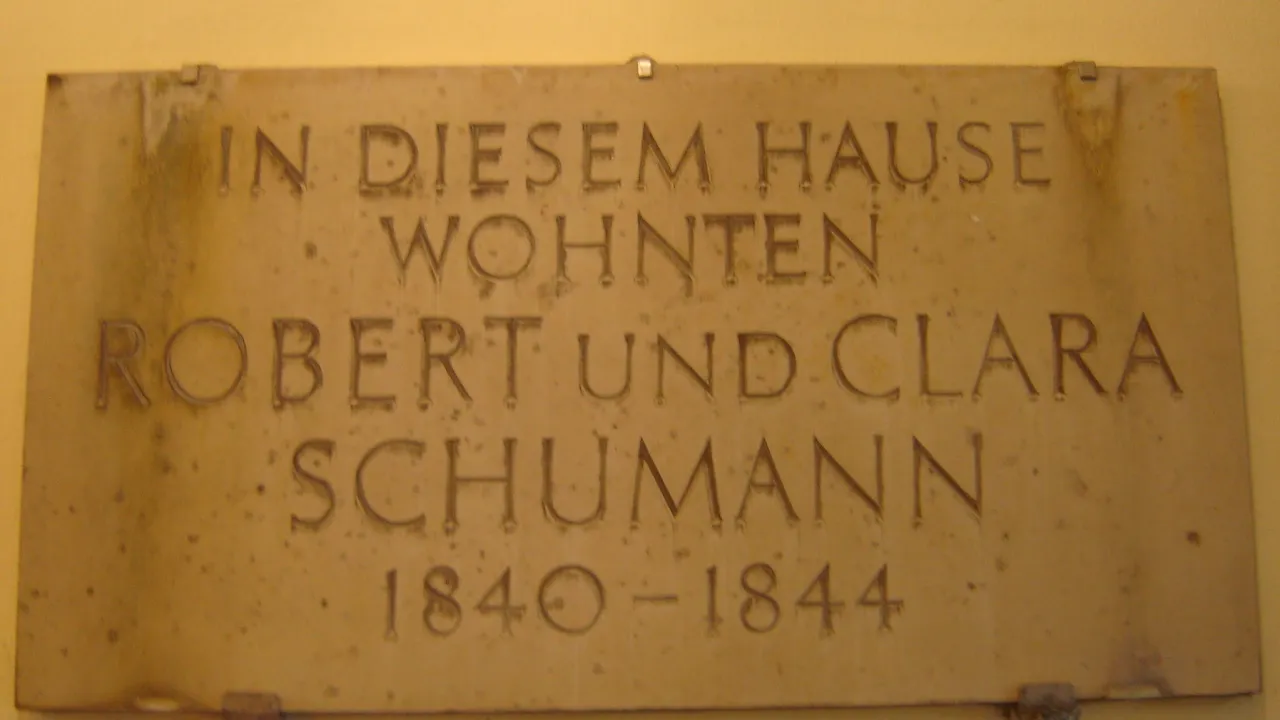 IN DIESEM HAUSE
WOHNTEN
ROBERT UND CLARA
SCHUMANN
1840 – 1844